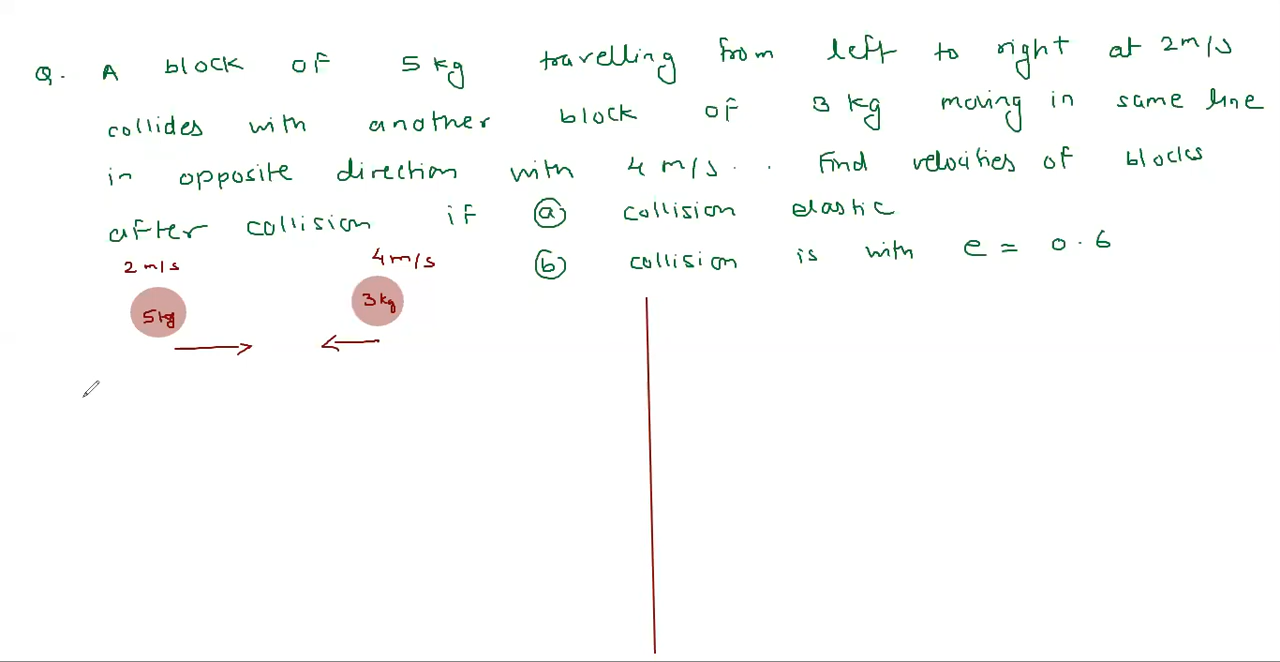 Q. A block of 5 kg travelling from left to right at 2 m/s
collides with another block of 3 kg moving in same line
in opposite direction with 4 m/s. . Find velocities of blocks
after collision if ⓐ collision elastic
ⓑ collision is with e = 0.6
2 m/s 4 m/s
5kg 3kg